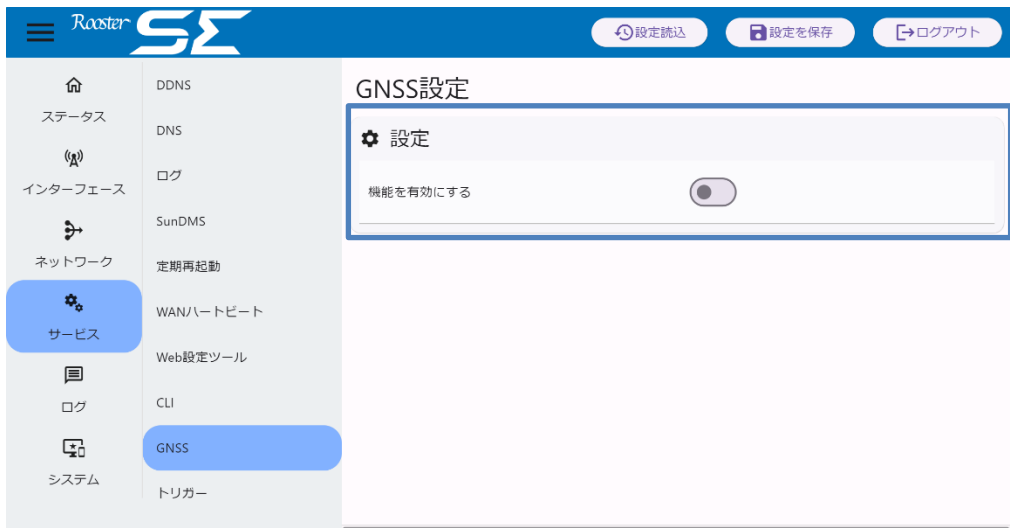 Rooster SE
設定読込
設定を保存
ログアウト
ステータス
インターフェース
ネットワーク
サービス
ログ
システム
DDNS
DNS
ログ
SunDMS
定期再起動
WANハートビート
Web設定ツール
CLI
GNSS
トリガー
GNSS設定
設定
機能を有効にする